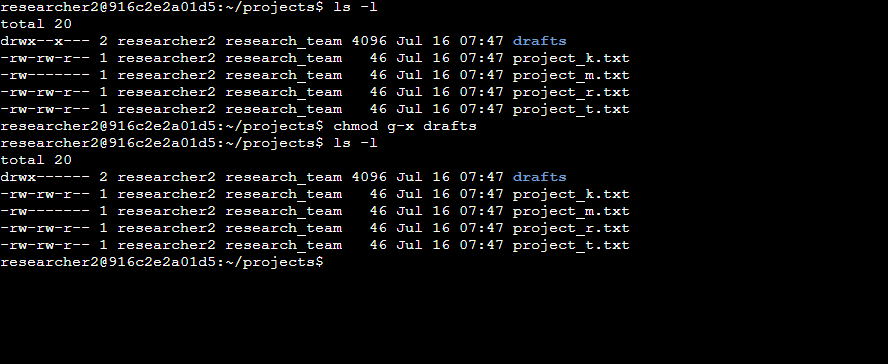 researcher2@916c2e2a01d5:~/projects$ ls -l
total 20
drwx--x--- 2 researcher2 research_team 4096 Jul 16 07:47 drafts
-rw-rw-r-- 1 researcher2 research_team   46 Jul 16 07:47 project_k.txt
-rw------- 1 researcher2 research_team   46 Jul 16 07:47 project_m.txt
-rw-rw-r-- 1 researcher2 research_team   46 Jul 16 07:47 project_r.txt
-rw-rw-r-- 1 researcher2 research_team   46 Jul 16 07:47 project_t.txt
researcher2@916c2e2a01d5:~/projects$ chmod g-x drafts
researcher2@916c2e2a01d5:~/projects$ ls -l
total 20
drwx------ 2 researcher2 research_team 4096 Jul 16 07:47 drafts
-rw-rw-r-- 1 researcher2 research_team   46 Jul 16 07:47 project_k.txt
-rw------- 1 researcher2 research_team   46 Jul 16 07:47 project_m.txt
-rw-rw-r-- 1 researcher2 research_team   46 Jul 16 07:47 project_r.txt
-rw-rw-r-- 1 researcher2 research_team   46 Jul 16 07:47 project_t.txt
researcher2@916c2e2a01d5:~/projects$